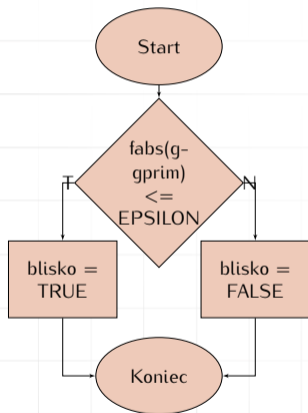 Start
fabs(g-
gprim)
<=
EPSILON
T
N
blisko =
TRUE
blisko =
FALSE
Koniec